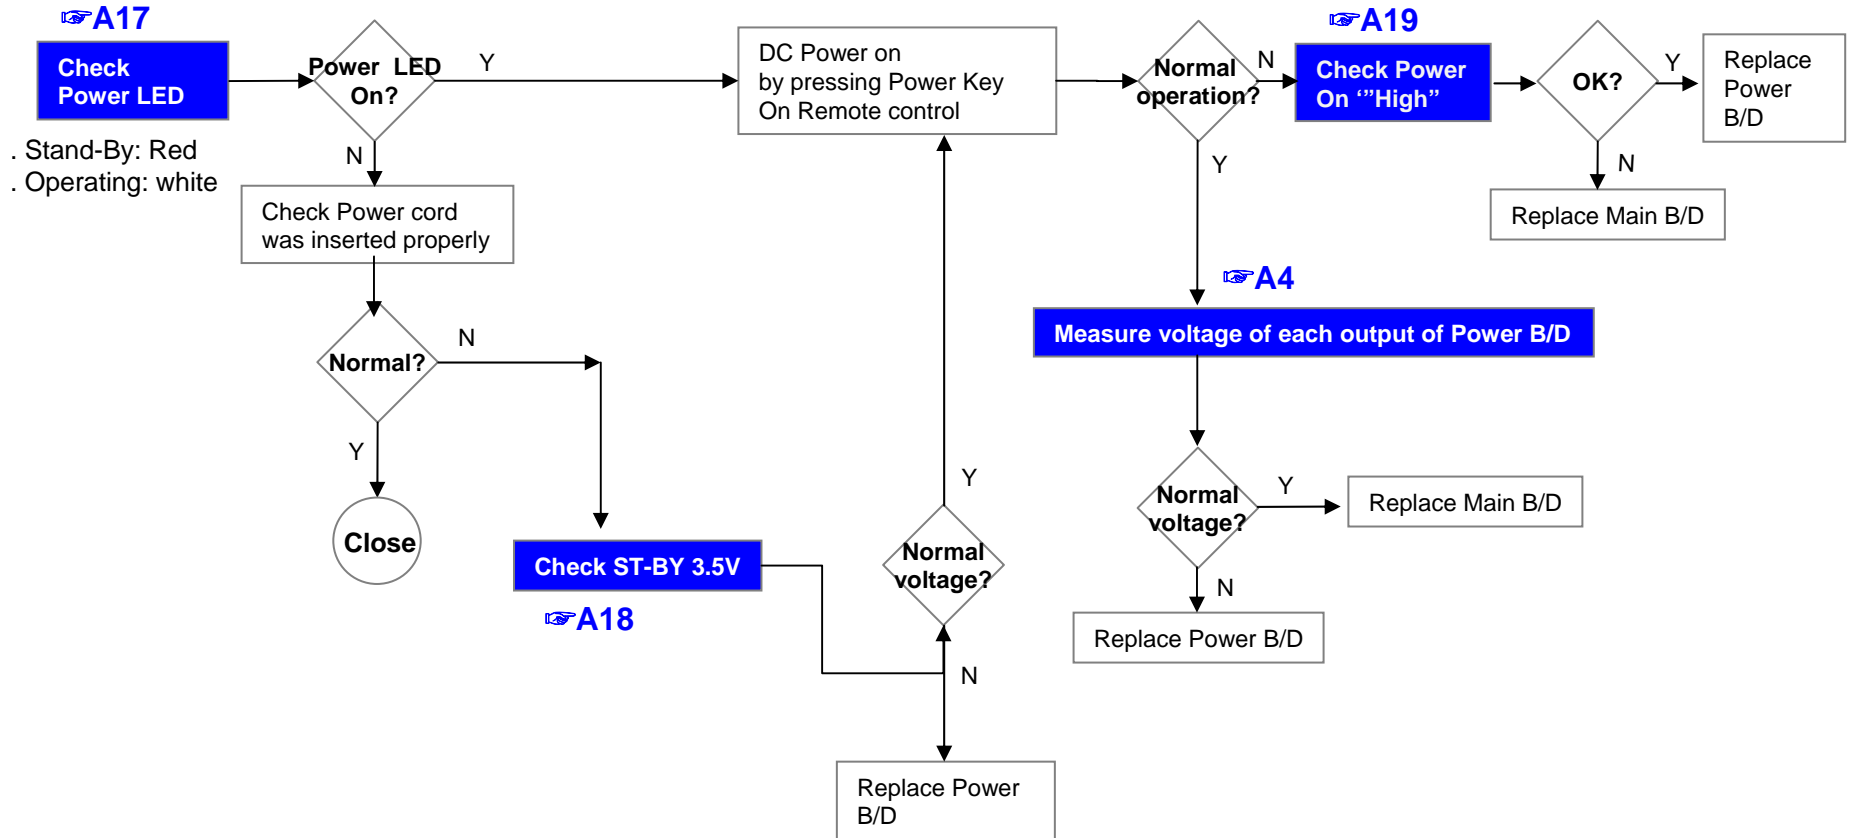 ☞A17
Check
Power LED
. Stand-By: Red
. Operating: white
Power LED
On?
Y
N
Check Power cord
was inserted properly
Normal?
N
Y
Close
Check ST-BY 3.5V
☞A18
DC Power on
by pressing Power Key
On Remote control
Y
Normal
voltage?
N
Replace Power
B/D
Normal
operation?
N
Y
☞A19
Check Power
On ‘”High”
OK?
Y
Replace
Power
B/D
N
Replace Main B/D
☞A4
Measure voltage of each output of Power B/D
Normal
voltage?
Y
Replace Main B/D
N
Replace Power B/D